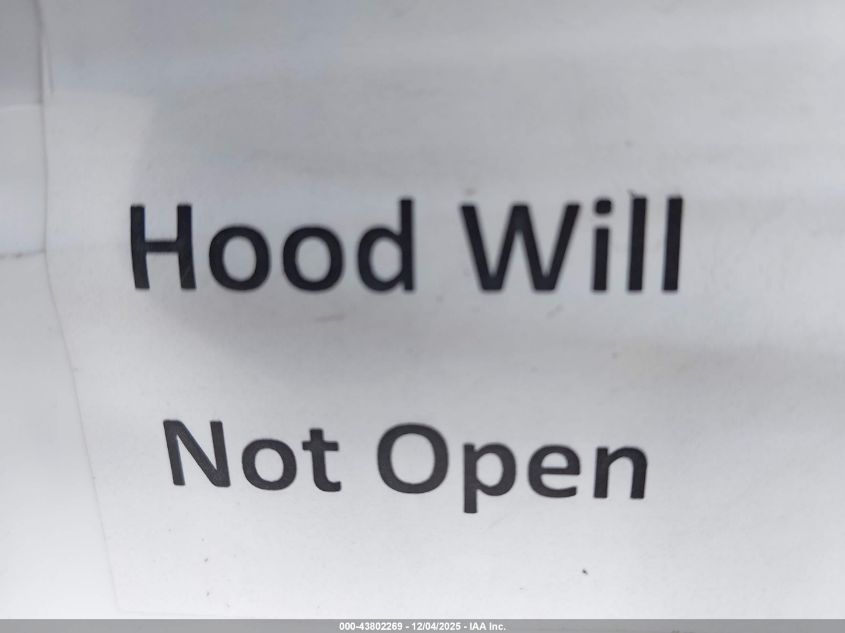 Hood Will
Not Open
000-43802269 - 12/04/2025 - IAA Inc.